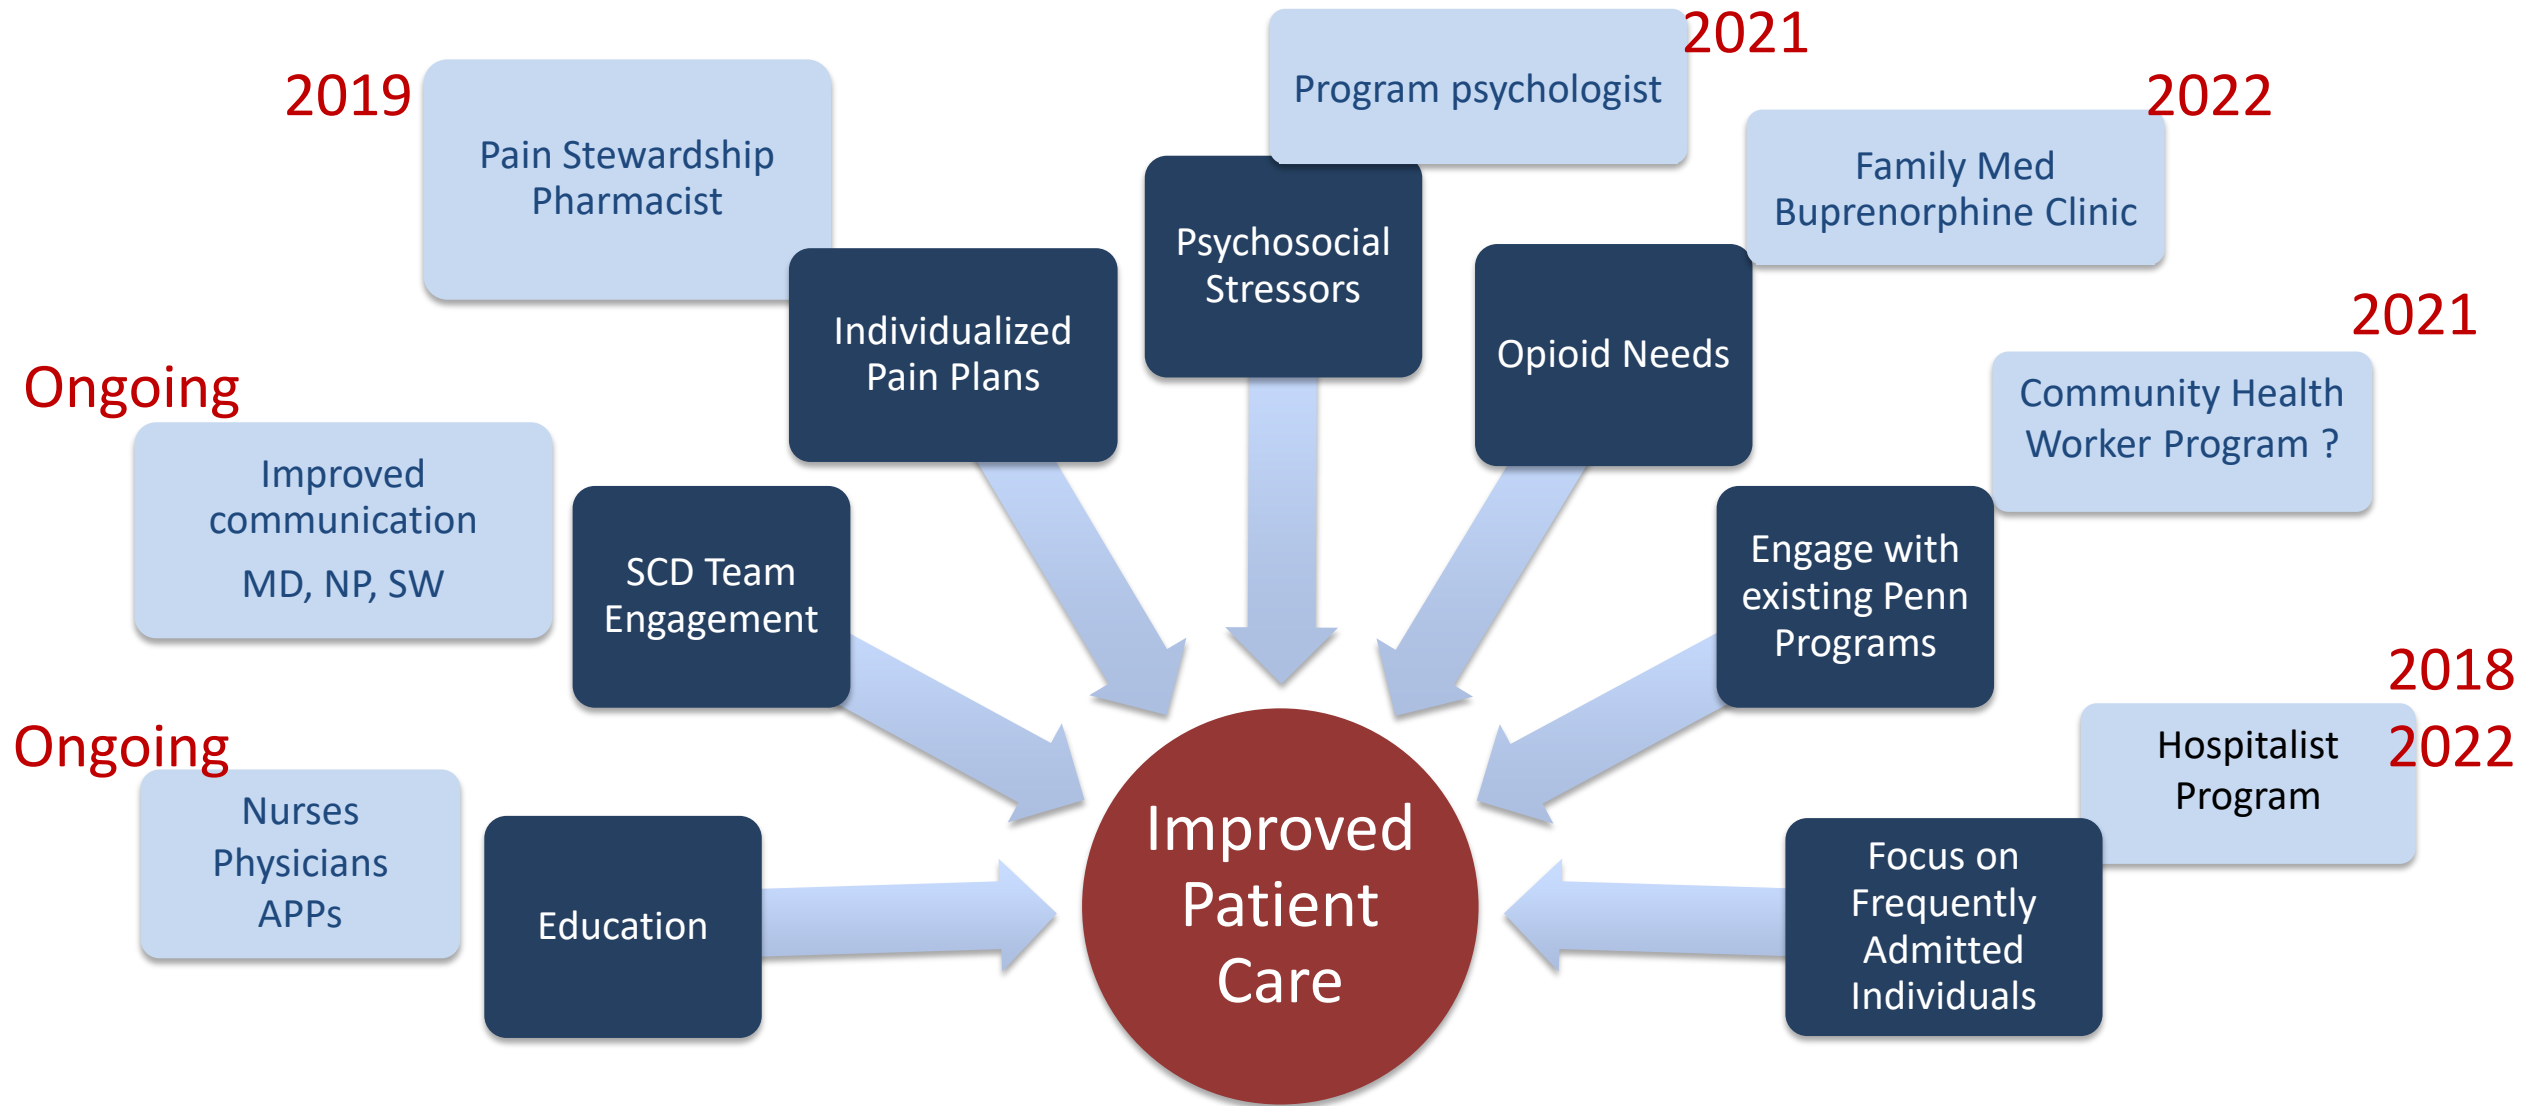 2019
Pain Stewardship
Pharmacist
Individualized
Pain Plans
2021
Program psychologist
Psychosocial
Stressors
2022
Family Med
Buprenorphine Clinic
Opioid Needs
2021
Community Health
Worker Program ?
Engage with
existing Penn
Programs
Ongoing
Improved
communication
MD, NP, SW
SCD Team
Engagement
2018
2022
Hospitalist
Program
Focus on
Frequently
Admitted
Individuals
Ongoing
Nurses
Physicians
APPs
Education
Improved
Patient
Care